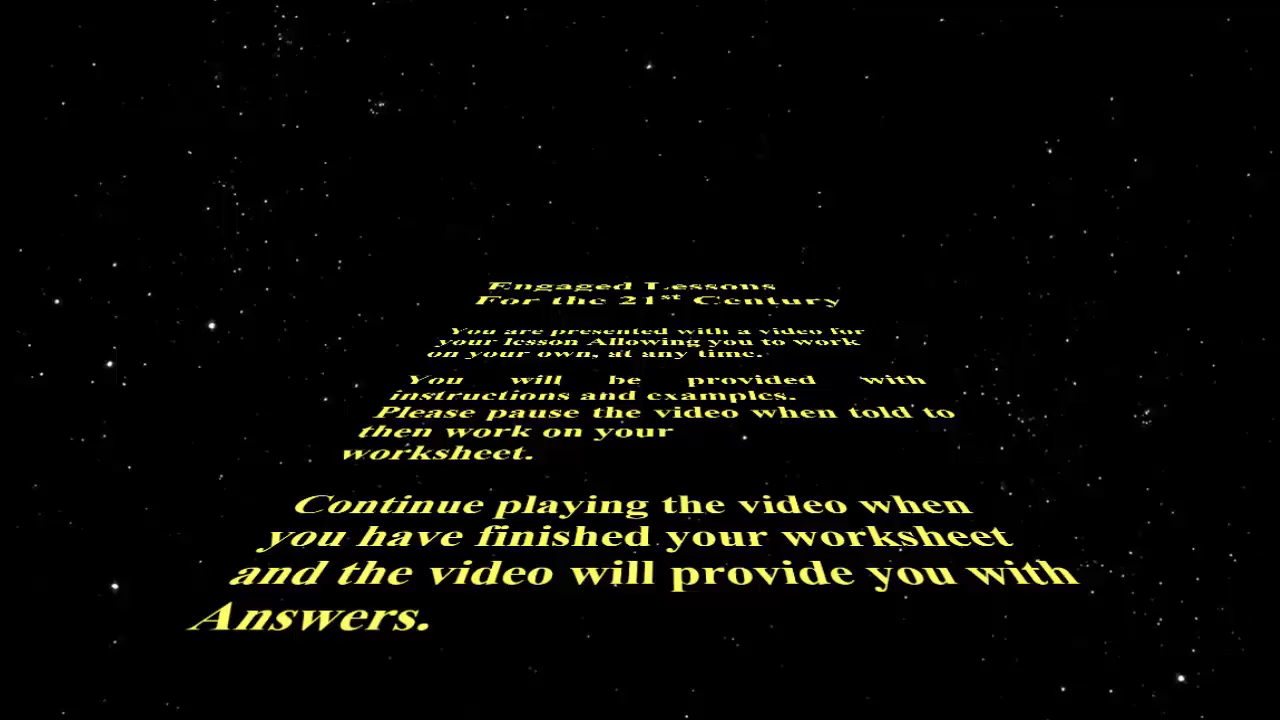 Engaged Lessons
For the 21st Century
You are presented with a video for
your lesson Allowing you to work
on your own, at any time.
You will be provided with
instructions and examples.
Please pause the video when told to
then work on your
worksheet.
Continue playing the video when
you have finished your worksheet
and the video will provide you with
Answers.